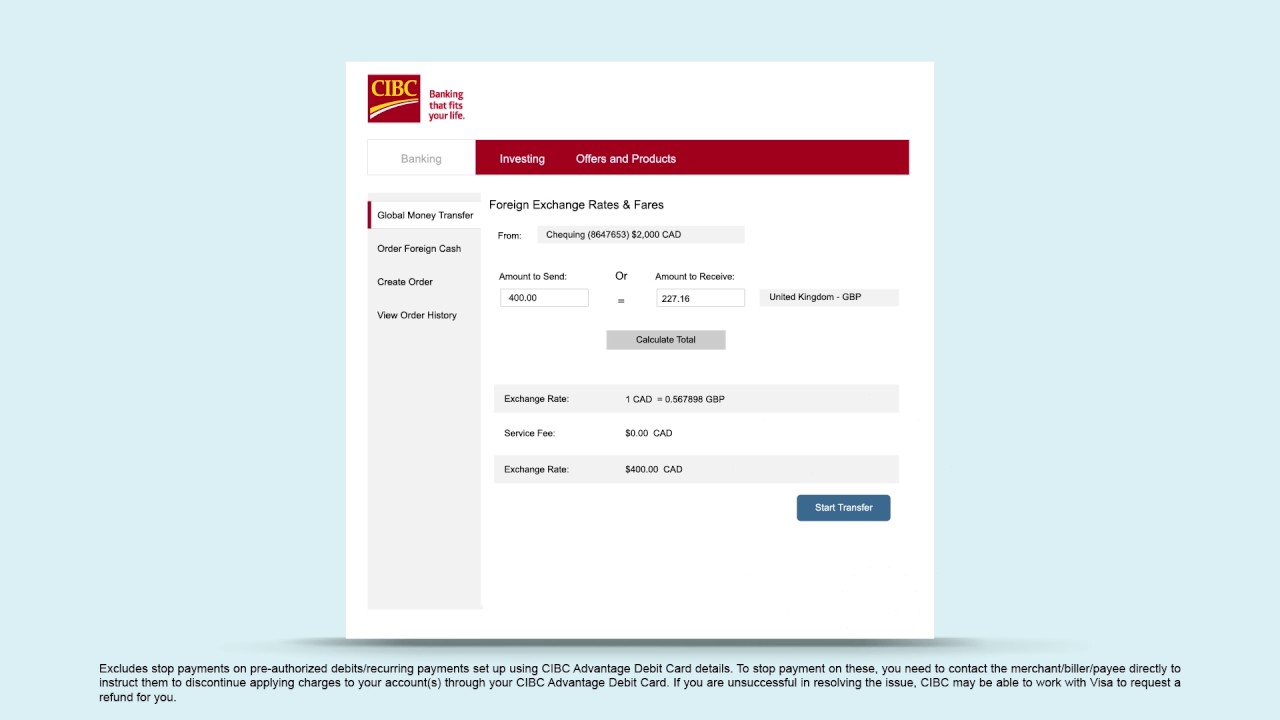 CIBC
Banking
that fits
your life.
Banking Investing Offers and Products
Global Money Transfer
Order Foreign Cash
Create Order
View Order History
Foreign Exchange Rates & Fares
From: Chequing (8647653) $2,000 CAD
Amount to Send: Or Amount to Receive:
400.00 = 227.16 United Kingdom - GBP
Calculate Total
Exchange Rate: 1 CAD = 0.567898 GBP
Service Fee: $0.00 CAD
Exchange Rate: $400.00 CAD
Start Transfer
Excludes stop payments on pre-authorized debits/recurring payments set up using CIBC Advantage Debit Card details. To stop payment on these, you need to contact the merchant/biller/payee directly to
instruct them to discontinue applying charges to your account(s) through your CIBC Advantage Debit Card. If you are unsuccessful in resolving the issue, CIBC may be able to work with Visa to request a
refund for you.